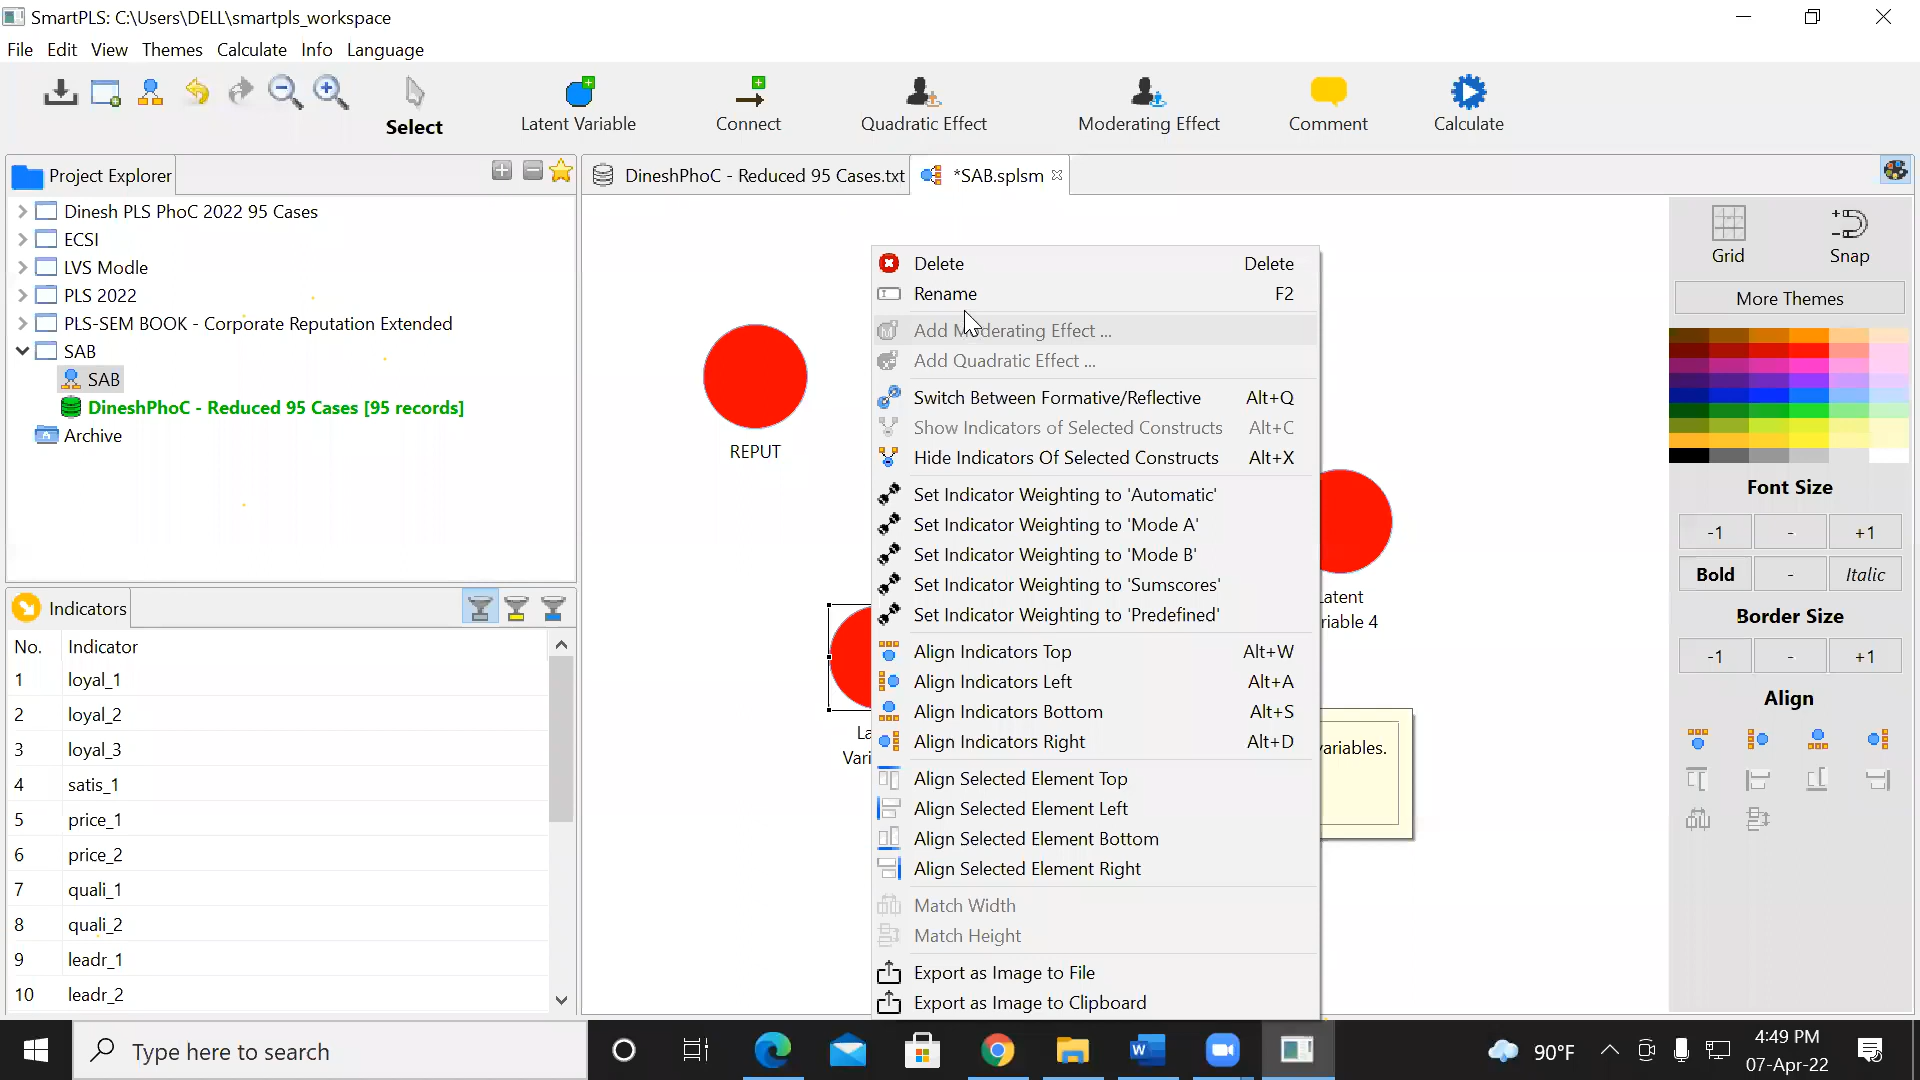 SmartPLS: C:\Users\DELL\smartpls_workspace
File Edit View Themes Calculate Info Language
Select
Latent Variable
Connect
Quadratic Effect
Moderating Effect
Comment
Calculate
Project Explorer
Dinesh PLS PhoC 2022 95 Cases
ECSI
LVS Modle
PLS 2022
PLS-SEM BOOK - Corporate Reputation Extended
SAB
SAB
DineshPhoC - Reduced 95 Cases [95 records]
Archive
Indicators
No. Indicator
1 loyal_1
2 loyal_2
3 loyal_3
4 satis_1
5 price_1
6 price_2
7 quali_1
8 quali_2
9 leadr_1
10 leadr_2
DineshPhoC - Reduced 95 Cases.txt
*SAB.splsm
REPUT
Delete Delete
Rename F2
Add Moderating Effect ...
Add Quadratic Effect ...
Switch Between Formative/Reflective Alt+Q
Show Indicators of Selected Constructs Alt+C
Hide Indicators Of Selected Constructs Alt+X
Set Indicator Weighting to 'Automatic'
Set Indicator Weighting to 'Mode A'
Set Indicator Weighting to 'Mode B'
Set Indicator Weighting to 'Sumscores'
Set Indicator Weighting to 'Predefined'
Align Indicators Top Alt+W
Align Indicators Left Alt+A
Align Indicators Bottom Alt+S
Align Indicators Right Alt+D
Align Selected Element Top
Align Selected Element Left
Align Selected Element Bottom
Align Selected Element Right
Match Width
Match Height
Export as Image to File
Export as Image to Clipboard
La
Vari
atent
riable 4
variables.
Grid
Snap
More Themes
Font Size
-1 - +1
Bold - Italic
Border Size
-1 - +1
Align
Type here to search
90°F
4:49 PM
07-Apr-22